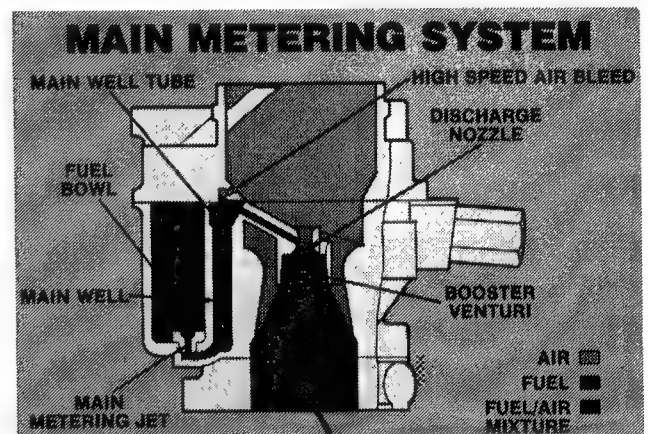 MAIN METERING SYSTEM
MAIN WELL TUBE
HIGH SPEED AIR BLEED
DISCHARGE
NOZZLE
FUEL
BOWL
MAIN WELL
BOOSTER
VENTURI
MAIN
METERING JET
AIR
FUEL
FUEL/AIR
MIXTURE